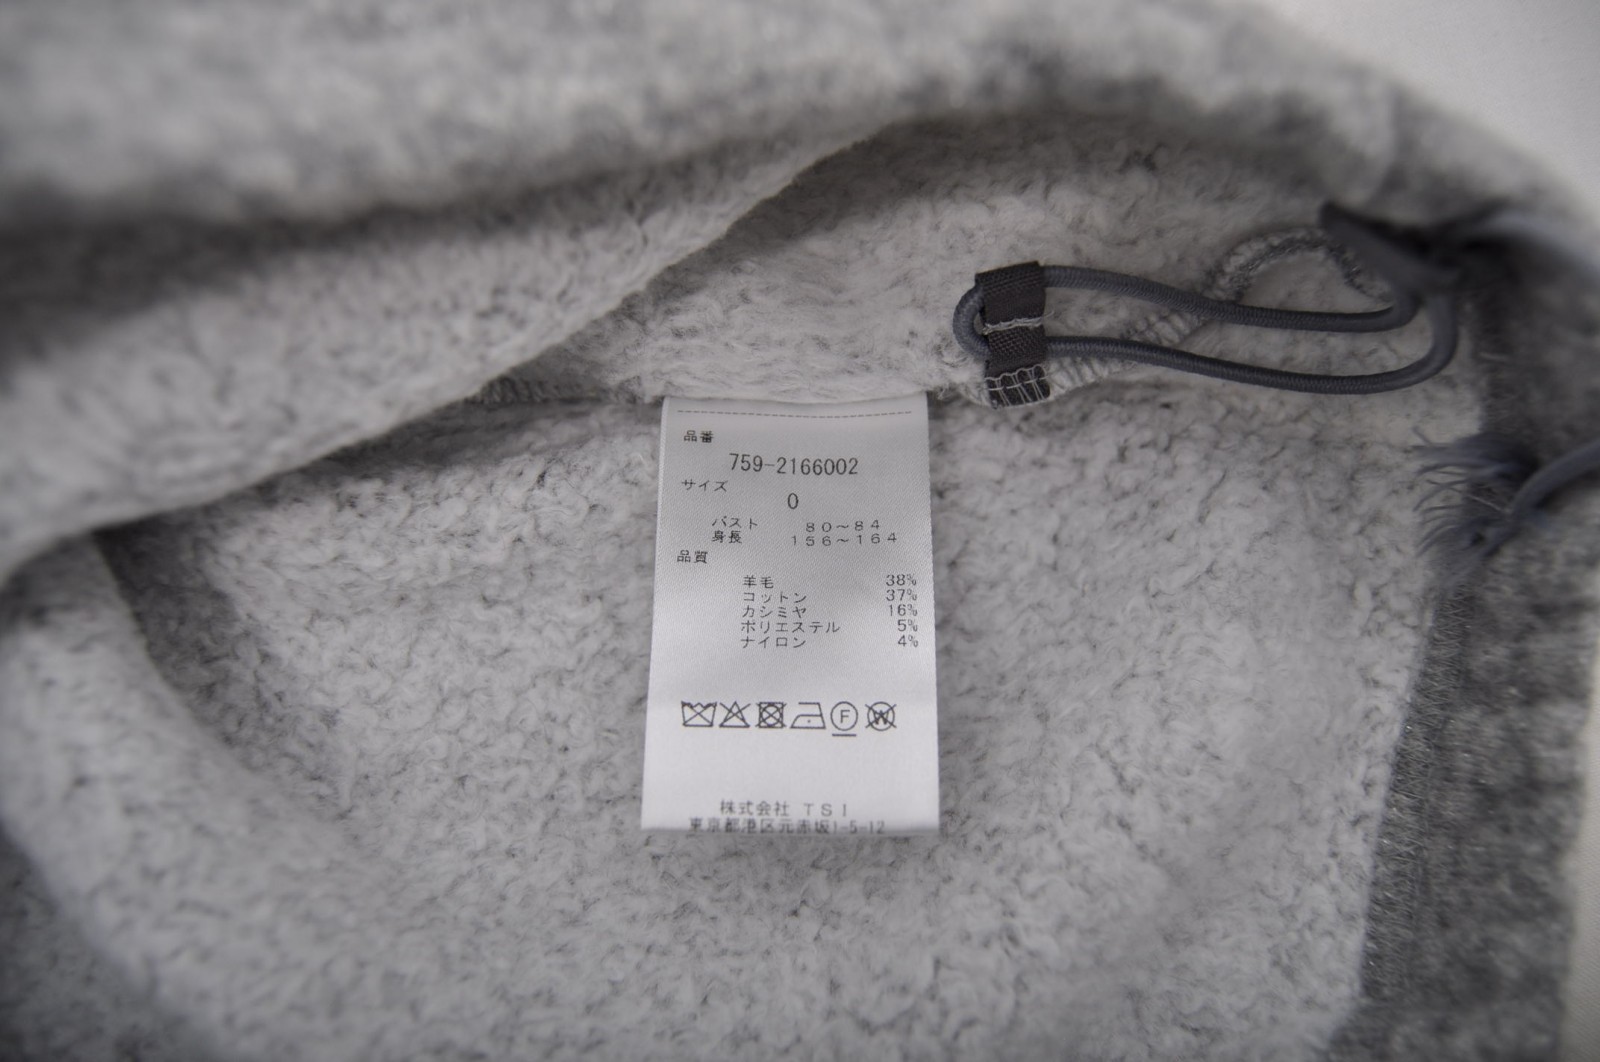 品番
759-2166002
サイズ
0
バスト 80～84
身長 156～164
品質
羊毛 38%
コットン 37%
カシミヤ 16%
ポリエステル 5%
ナイロン 4%
F W
株式会社 TSI
東京都港区元赤坂1-5-12